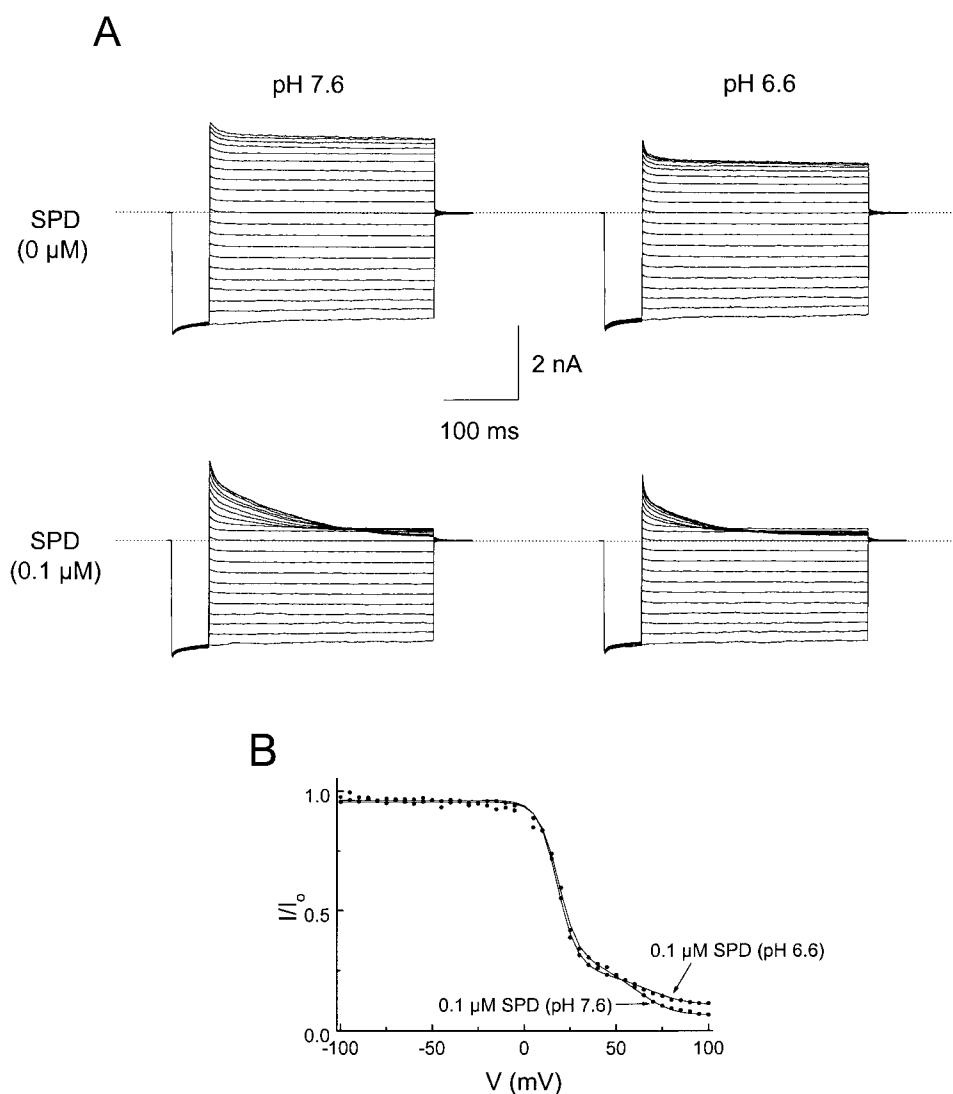 A
pH 7.6
pH 6.6
SPD
(0 µM)
2 nA
100 ms
SPD
(0.1 µM)
B
1.0
0.5
0.0
I/Io
0.1 µM SPD (pH 6.6)
0.1 µM SPD (pH 7.6)
-100
-50
0
50
100
V (mV)